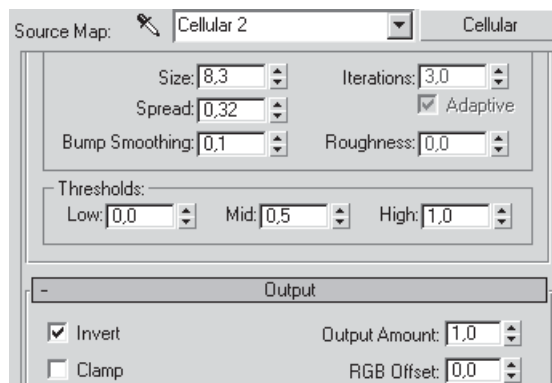 Source Map: Cellular 2 Cellular
Size: 8,3 Iterations: 3,0
Spread: 0,32 Adaptive
Bump Smoothing: 0,1 Roughness: 0,0
Thresholds:
Low: 0,0 Mid: 0,5 High: 1,0
- Output
Invert Output Amount: 1,0
Clamp RGB Offset: 0,0